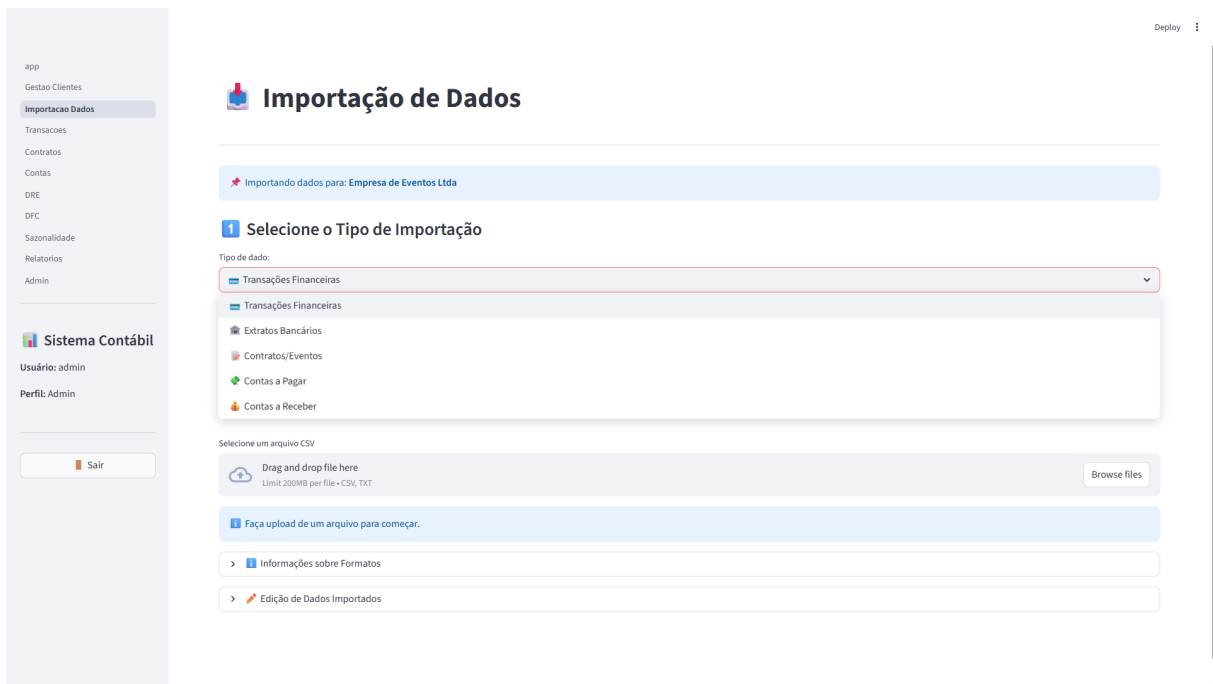 Deploy
app
Gestao Clientes
Importacao Dados
Transacoes
Contratos
Contas
DRE
DFC
Sazonalidade
Relatorios
Admin
Sistema Contábil
Usuário: admin
Perfil: Admin
Sair
Importação de Dados
Importando dados para: Empresa de Eventos Ltda
1 Selecione o Tipo de Importação
Tipo de dado:
Transações Financeiras
Transações Financeiras
Extratos Bancários
Contratos/Eventos
Contas a Pagar
Contas a Receber
Selecione um arquivo CSV
Drag and drop file here
Limit 200MB per file • CSV, TXT
Browse files
Faça upload de um arquivo para começar.
Informações sobre Formatos
Edição de Dados Importados